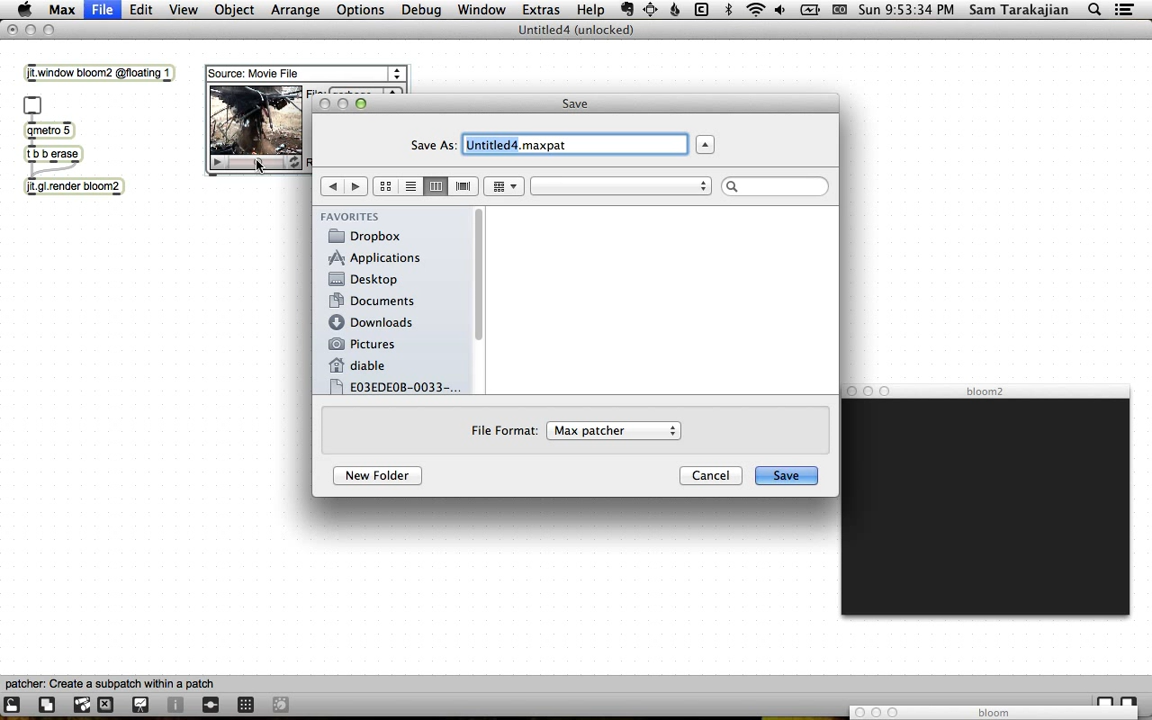 Max File Edit View Object Arrange Options Debug Window Extras Help Sun 9:53:34 PM Sam Tarakajian
Untitled4 (unlocked)
jit.window bloom2 @floating 1
Source: Movie File
Save
qmetro 5
Save As: Untitled4.maxpat
t b b erase
jit.gl.render bloom2
FAVORITES
Dropbox
Applications
Desktop
Documents
Downloads
Pictures
diable
E03EDE0B-0033-...
bloom2
File Format: Max patcher
New Folder Cancel Save
patcher: Create a subpatch within a patch
bloom